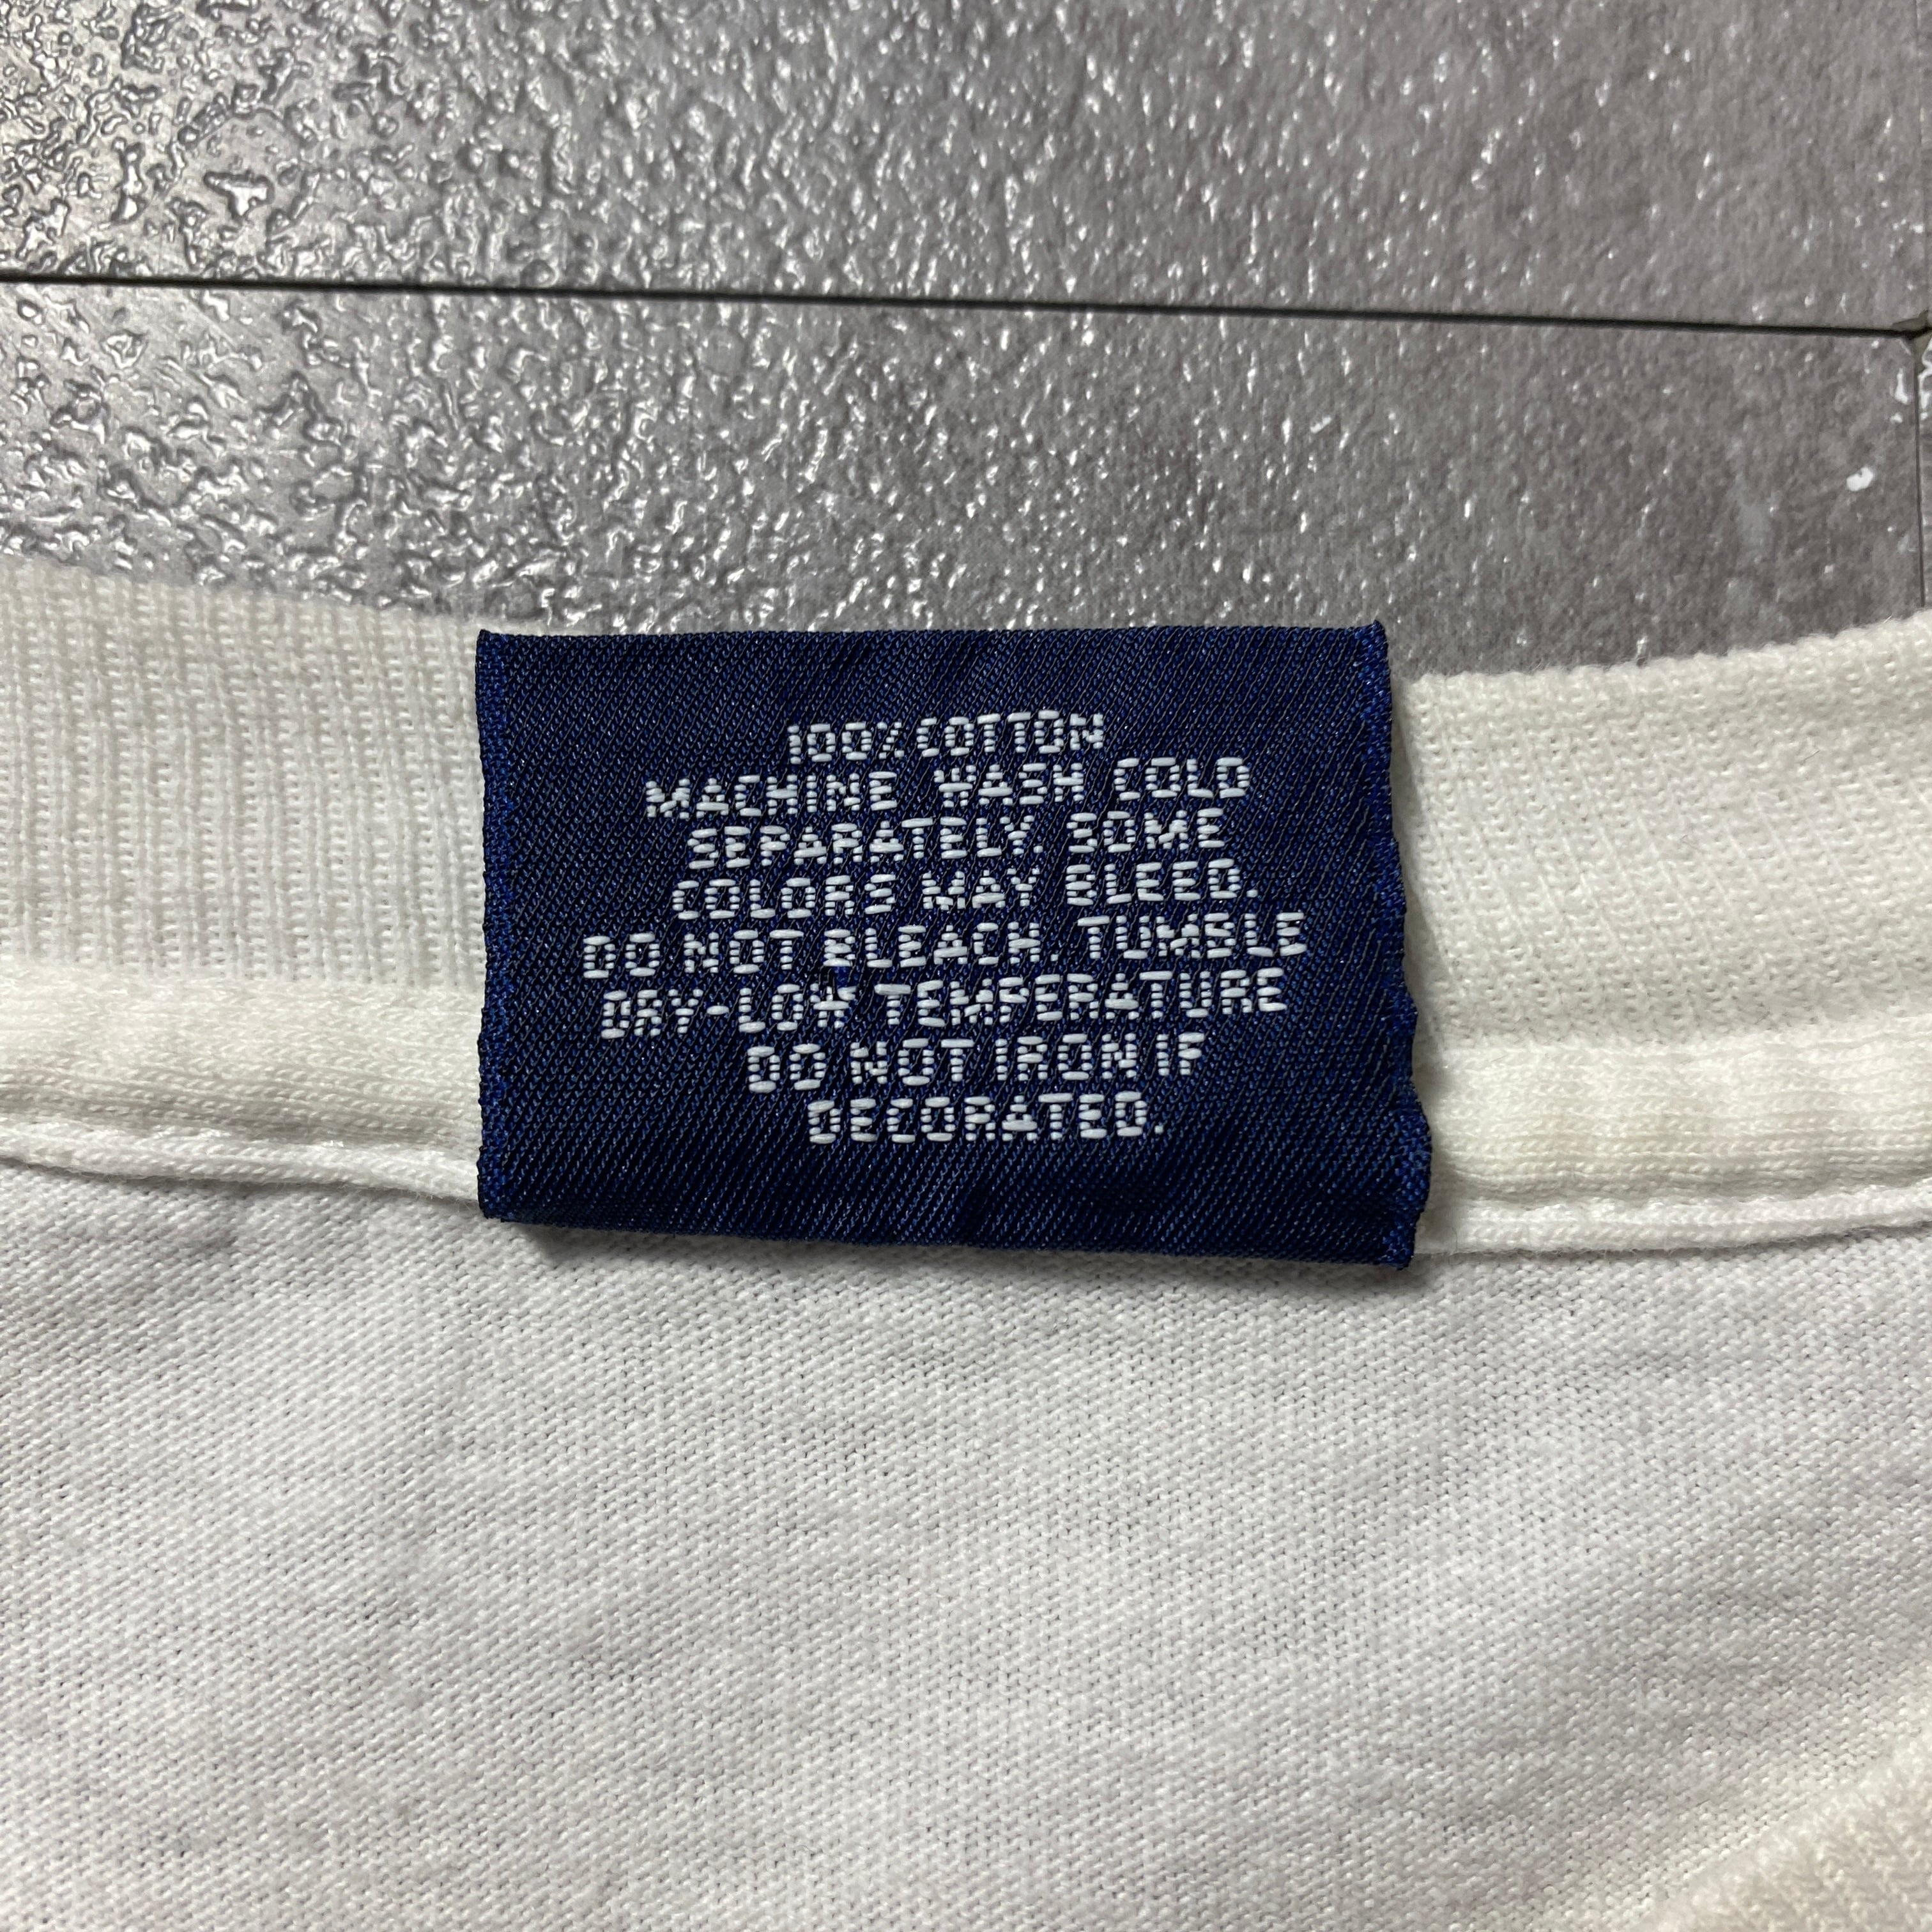 100% COTTON
MACHINE WASH COLD
SEPARATELY. SOME
COLORS MAY BLEED.
DO NOT BLEACH. TUMBLE
DRY-LOW TEMPERATURE
DO NOT IRON IF
DECORATED.